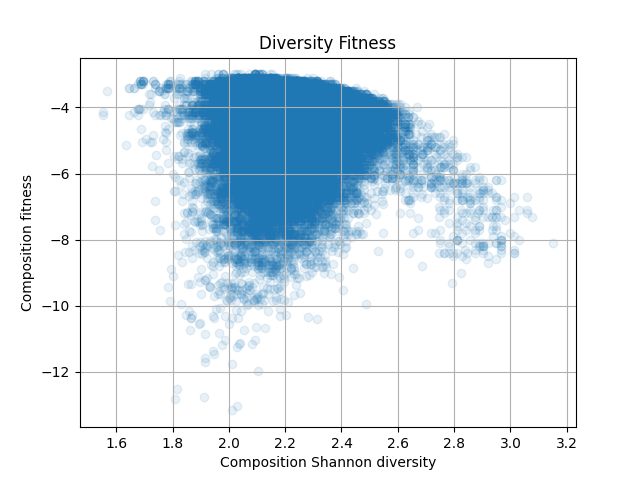 Diversity Fitness
−4
−6
−8
−10
−12
Composition fitness
1.6 1.8 2.0 2.2 2.4 2.6 2.8 3.0 3.2
Composition Shannon diversity